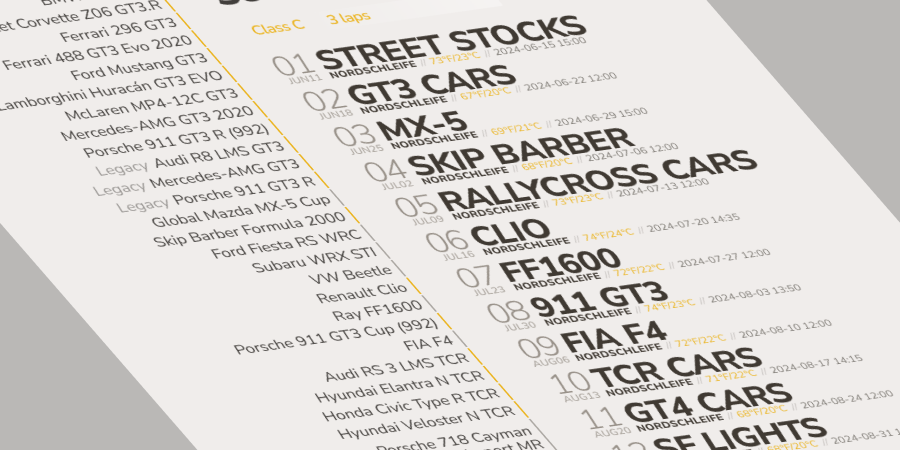 et Corvette Z06 GT3.R
Ferrari 296 GT3
Ferrari 488 GT3 Evo 2020
Ford Mustang GT3
Lamborghini Huracán GT3 EVO
McLaren MP4-12C GT3
Mercedes-AMG GT3 2020
Porsche 911 GT3 R (992)
Legacy Audi R8 LMS GT3
Legacy Mercedes-AMG GT3
Legacy Porsche 911 GT3 R
Global Mazda MX-5 Cup
Skip Barber Formula 2000
Ford Fiesta RS WRC
Subaru WRX STI
VW Beetle
Renault Clio
Ray FF1600
Porsche 911 GT3 Cup (992)
FIA F4
Audi RS 3 LMS TCR
Hyundai Elantra N TCR
Honda Civic Type R TCR
Hyundai Veloster N TCR
Porsche 718 Cayman
port MR
Class C 3 laps
01 STREET STOCKS
JUN11 NORDSCHLEIFE // 73°F/23°C // 2024-06-15 15:00
02 GT3 CARS
JUN18 NORDSCHLEIFE // 67°F/20°C // 2024-06-22 12:00
03 MX-5
JUN25 NORDSCHLEIFE // 69°F/21°C // 2024-06-29 15:00
04 SKIP BARBER
JUL02 NORDSCHLEIFE // 68°F/20°C // 2024-07-06 12:00
05 RALLYCROSS CARS
JUL09 NORDSCHLEIFE // 73°F/23°C // 2024-07-13 12:00
06 CLIO
JUL16 NORDSCHLEIFE // 74°F/24°C // 2024-07-20 14:35
07 FF1600
JUL23 NORDSCHLEIFE // 72°F/22°C // 2024-07-27 12:00
08 911 GT3
JUL30 NORDSCHLEIFE // 74°F/23°C // 2024-08-03 13:50
09 FIA F4
AUG06 NORDSCHLEIFE // 72°F/22°C // 2024-08-10 12:00
10 TCR CARS
AUG13 NORDSCHLEIFE // 71°F/22°C // 2024-08-17 14:15
11 GT4 CARS
AUG20 NORDSCHLEIFE // 68°F/20°C // 2024-08-24 12:00
12 SF LIGHTS
// 68°F/20°C // 2024-08-31